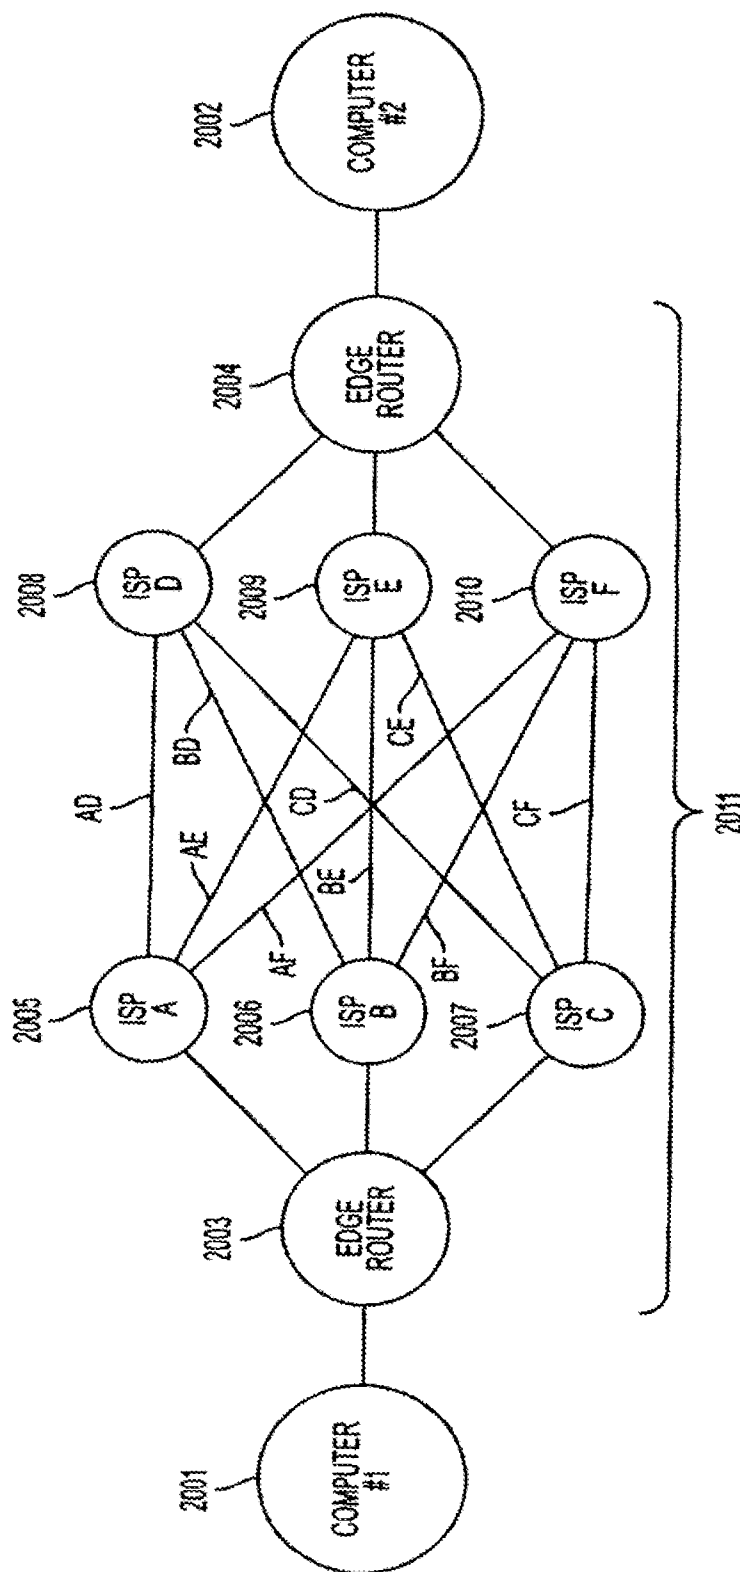 2001
COMPUTER
#1
2003
EDGE
ROUTER
2005
ISP
A
2006
ISP
B
2007
ISP
C
AD
AE
BD
AF
CD
BE
CE
BF
CF
2008
ISP
D
2009
ISP
E
2010
ISP
F
2004
EDGE
ROUTER
2002
COMPUTER
#2
2011